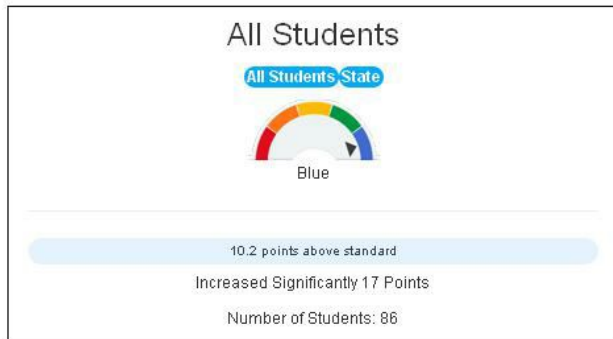 All Students
All Students State
Blue
10.2 points above standard
Increased Significantly 17 Points
Number of Students: 86